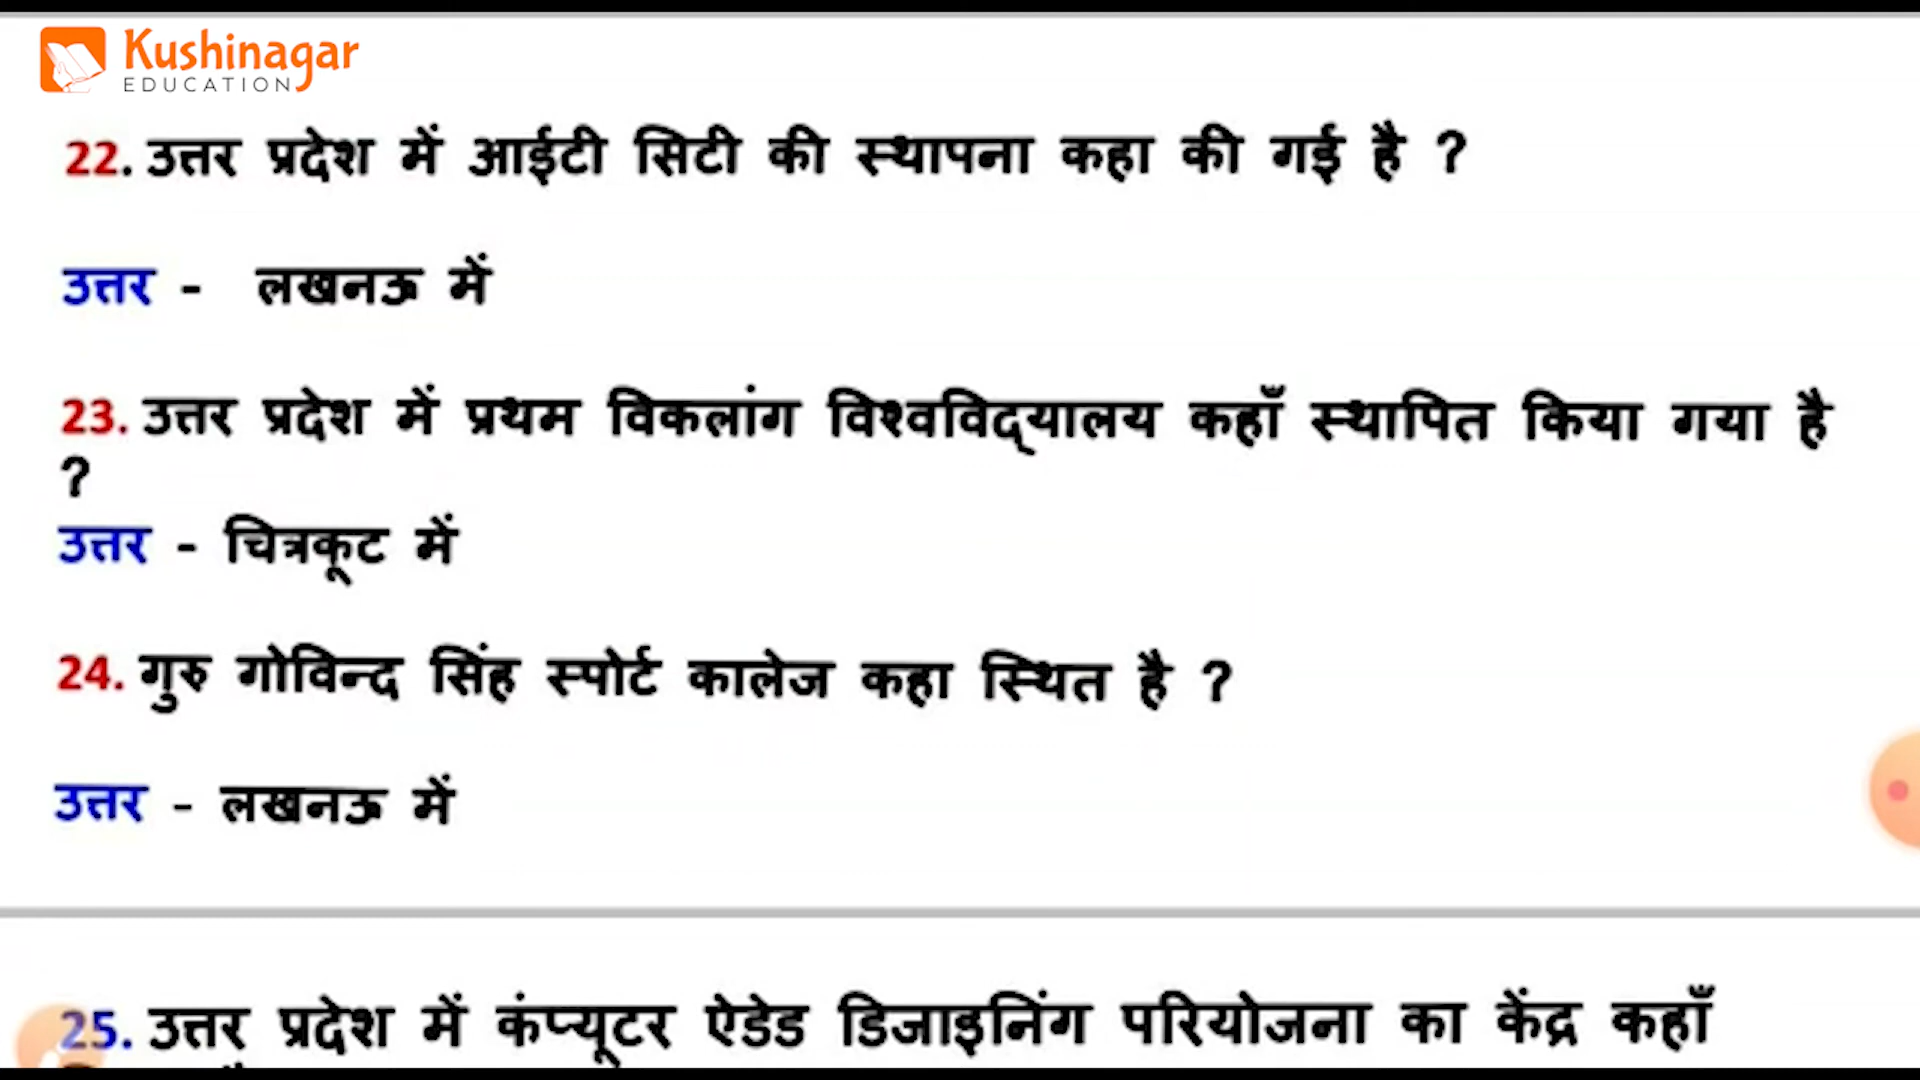 Kushinagar
EDUCATION
22. उत्तर प्रदेश में आईटी सिटी की स्थापना कहा की गई है ?
उत्तर - लखनऊ में
23. उत्तर प्रदेश में प्रथम विकलांग विश्वविद्यालय कहाँ स्थापित किया गया है
?
उत्तर - चित्रकूट में
24. गुरु गोविन्द सिंह स्पोर्ट कालेज कहा स्थित है ?
उत्तर - लखनऊ में
25. उत्तर प्रदेश में कंप्यूटर ऐडेड डिजाइनिंग परियोजना का केंद्र कहाँ